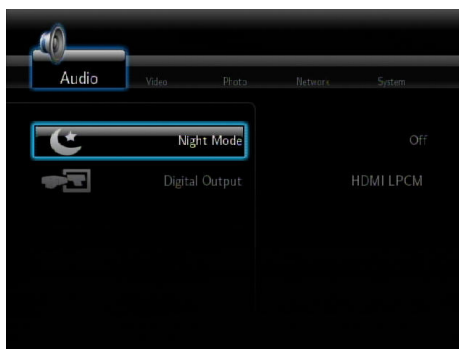 Audio Video Photo Network System
Night Mode Off
Digital Output HDMI LPCM